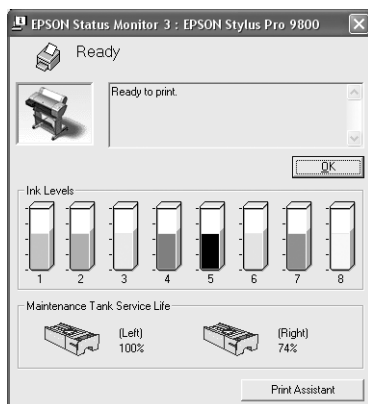 EPSON Status Monitor 3 : EPSON Stylus Pro 9800
Ready
Ready to print.
OK
Ink Levels
1 2 3 4 5 6 7 8
Maintenance Tank Service Life
(Left)
100%
(Right)
74%
Print Assistant